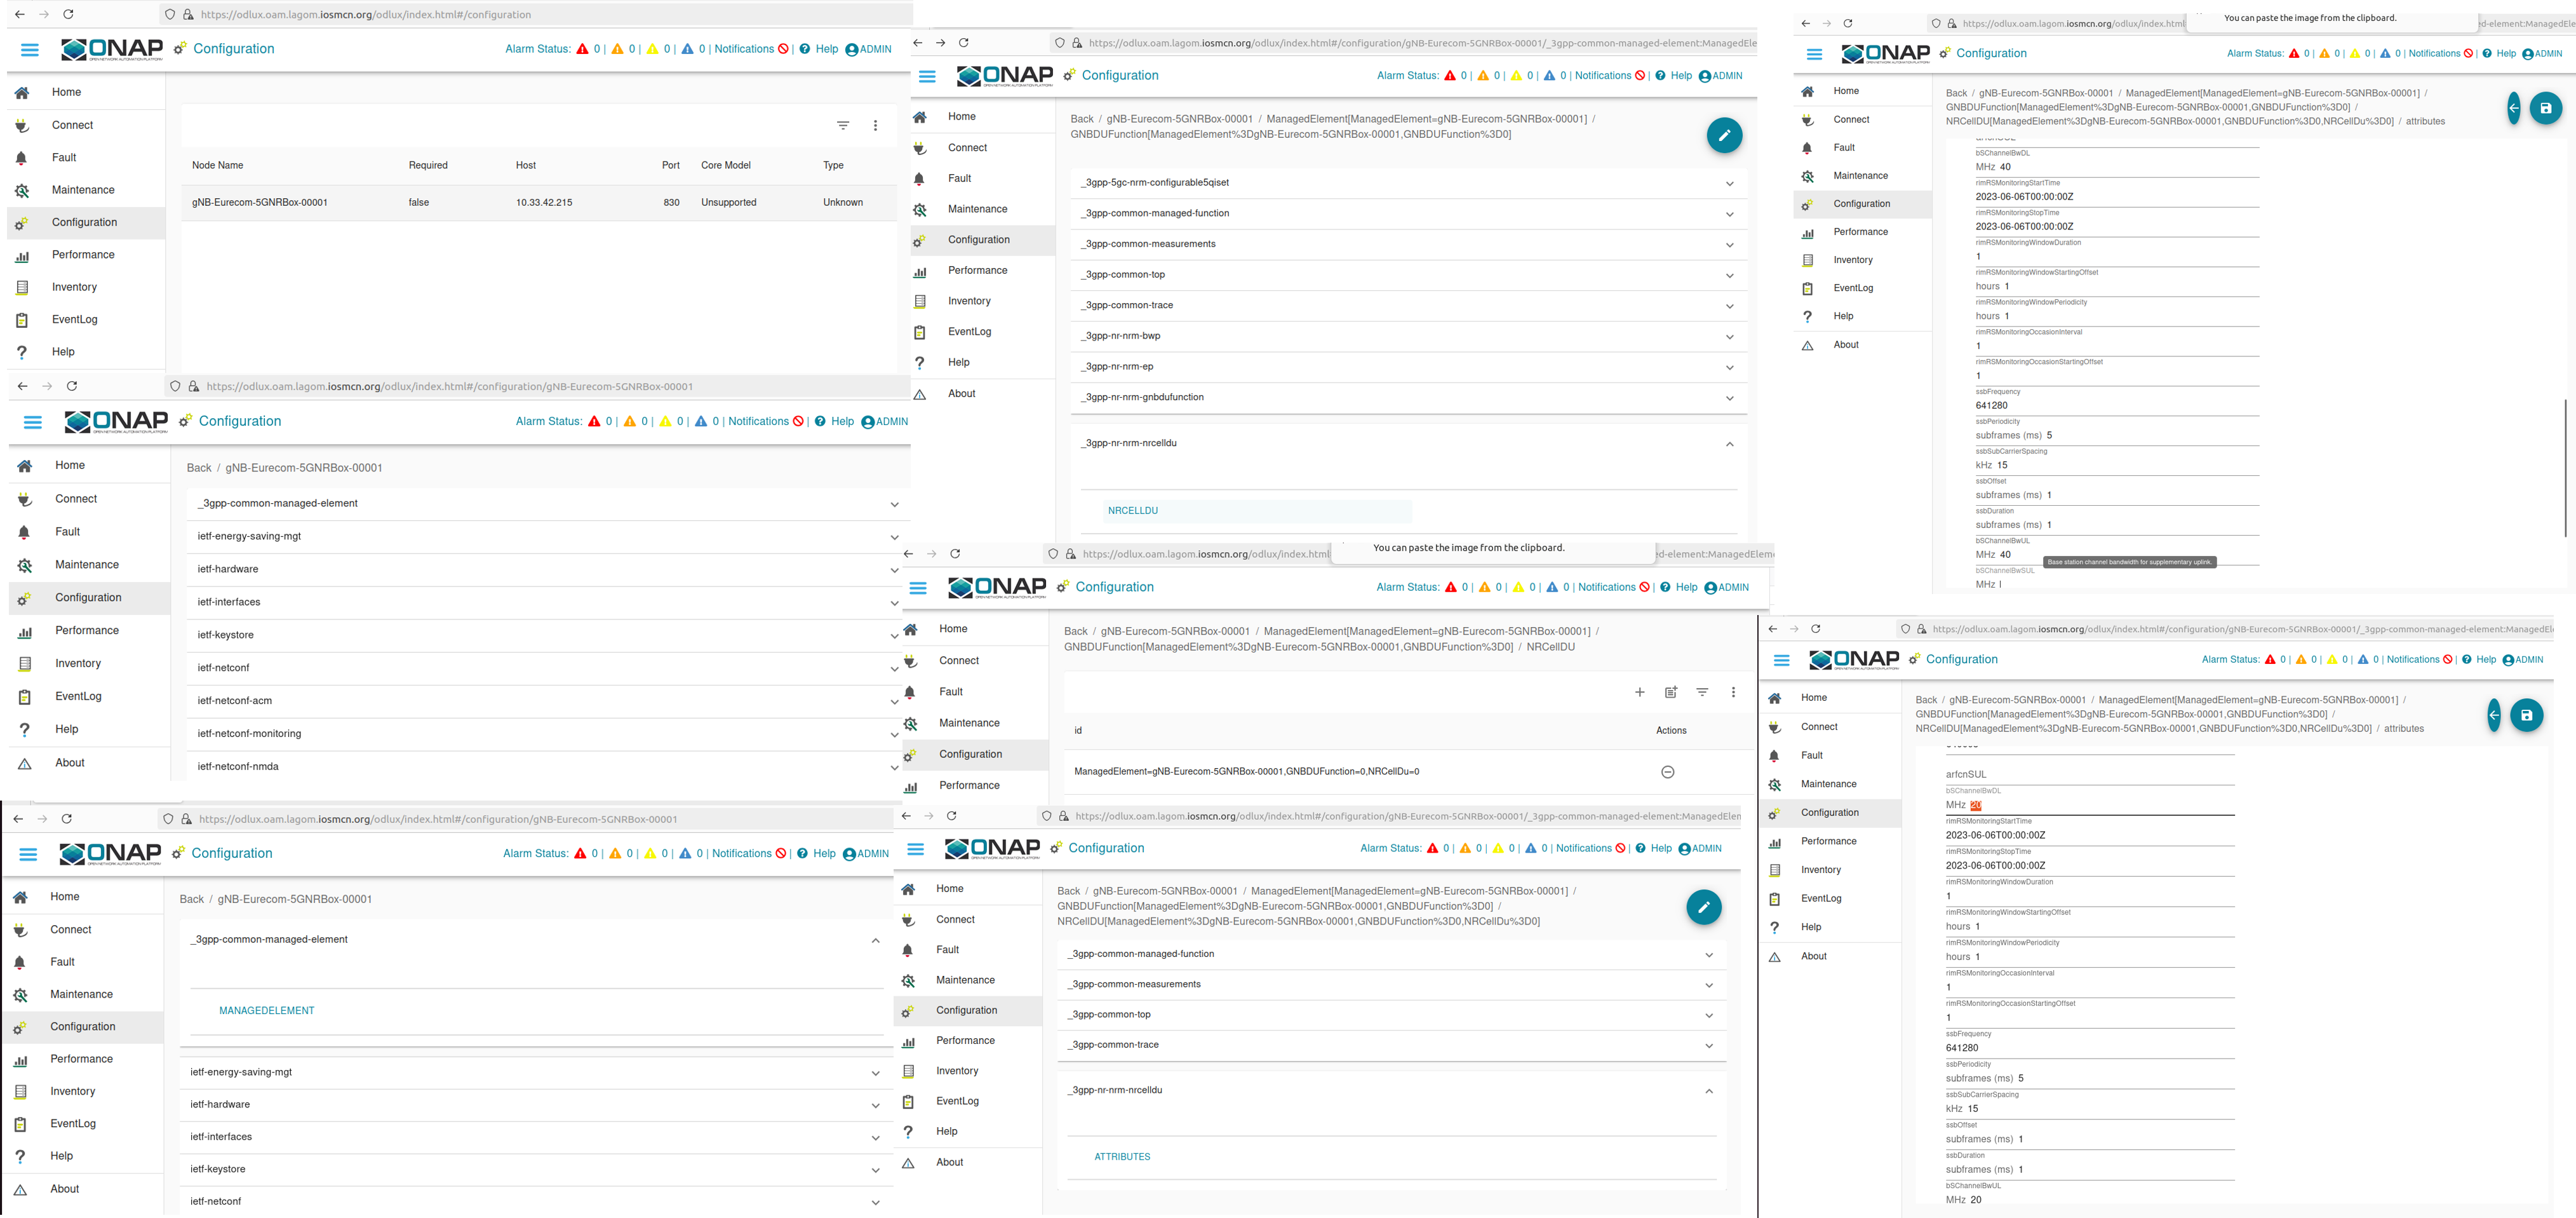 https://odlux.oam.lagom.iosmcn.org/odlux/index.html#/configuration
ONAP
OPEN NETWORK AUTOMATION PLATFORM
Configuration
Alarm Status: 0 | 0 | 0 | 0 | Notifications | Help ADMIN
Home
Connect
Fault
Maintenance
Configuration
Performance
Inventory
EventLog
Help
Node Name Required Host Port Core Model Type
gNB-Eurecom-5GNRBox-00001 false 10.33.42.215 830 Unsupported Unknown
https://odlux.oam.lagom.iosmcn.org/odlux/index.html#/configuration/gNB-Eurecom-5GNRBox-00001
ONAP
OPEN NETWORK AUTOMATION PLATFORM
Configuration
Alarm Status: 0 | 0 | 0 | 0 | Notifications | Help ADMIN
Home
Connect
Fault
Maintenance
Configuration
Performance
Inventory
EventLog
Help
About
Back / gNB-Eurecom-5GNRBox-00001
_3gpp-common-managed-element
ietf-energy-saving-mgt
ietf-hardware
ietf-interfaces
ietf-keystore
ietf-netconf
ietf-netconf-acm
ietf-netconf-monitoring
ietf-netconf-nmda
https://odlux.oam.lagom.iosmcn.org/odlux/index.html#/configuration/gNB-Eurecom-5GNRBox-00001
ONAP
OPEN NETWORK AUTOMATION PLATFORM
Configuration
Alarm Status: 0 | 0 | 0 | 0 | Notifications | Help ADMIN
Home
Connect
Fault
Maintenance
Configuration
Performance
Inventory
EventLog
Help
About
Back / gNB-Eurecom-5GNRBox-00001
_3gpp-common-managed-element
MANAGEDELEMENT
ietf-energy-saving-mgt
ietf-hardware
ietf-interfaces
ietf-keystore
ietf-netconf
https://odlux.oam.lagom.iosmcn.org/odlux/index.html#/configuration/gNB-Eurecom-5GNRBox-00001/_3gpp-common-managed-element:ManagedEle
ONAP
OPEN NETWORK AUTOMATION PLATFORM
Configuration
Alarm Status: 0 | 0 | 0 | 0 | Notifications | Help ADMIN
Home
Connect
Fault
Maintenance
Configuration
Performance
Inventory
EventLog
Help
About
Back / gNB-Eurecom-5GNRBox-00001 / ManagedElement[ManagedElement=gNB-Eurecom-5GNRBox-00001] /
GNBDUFunction[ManagedElement%3DgNB-Eurecom-5GNRBox-00001,GNBDUFunction%3D0]
_3gpp-5gc-nrm-configurable5qiset
_3gpp-common-managed-function
_3gpp-common-measurements
_3gpp-common-top
_3gpp-common-trace
_3gpp-nr-nrm-bwp
_3gpp-nr-nrm-ep
_3gpp-nr-nrm-gnbdufunction
_3gpp-nr-nrm-nrcelldu
NRCELLDU
https://odlux.oam.lagom.iosmcn.org/odlux/index.html
You can paste the image from the clipboard.
d-element:ManagedElem
ONAP
OPEN NETWORK AUTOMATION PLATFORM
Configuration
Alarm Status: 0 | 0 | 0 | 0 | Notifications | Help ADMIN
Home
Connect
Fault
Maintenance
Configuration
Performance
Back / gNB-Eurecom-5GNRBox-00001 / ManagedElement[ManagedElement=gNB-Eurecom-5GNRBox-00001] /
GNBDUFunction[ManagedElement%3DgNB-Eurecom-5GNRBox-00001,GNBDUFunction%3D0] / NRCellDU
id Actions
ManagedElement=gNB-Eurecom-5GNRBox-00001,GNBDUFunction=0,NRCellDu=0
https://odlux.oam.lagom.iosmcn.org/odlux/index.html#/configuration/gNB-Eurecom-5GNRBox-00001/_3gpp-common-managed-element:ManagedElem
ONAP
OPEN NETWORK AUTOMATION PLATFORM
Configuration
Alarm Status: 0 | 0 | 0 | 0 | Notifications | Help ADMIN
Home
Connect
Fault
Maintenance
Configuration
Performance
Inventory
EventLog
Help
About
Back / gNB-Eurecom-5GNRBox-00001 / ManagedElement[ManagedElement=gNB-Eurecom-5GNRBox-00001] /
GNBDUFunction[ManagedElement%3DgNB-Eurecom-5GNRBox-00001,GNBDUFunction%3D0] /
NRCellDU[ManagedElement%3DgNB-Eurecom-5GNRBox-00001,GNBDUFunction%3D0,NRCellDu%3D0]
_3gpp-common-managed-function
_3gpp-common-measurements
_3gpp-common-top
_3gpp-common-trace
_3gpp-nr-nrm-nrcelldu
ATTRIBUTES
You can paste the image from the clipboard.
https://odlux.oam.lagom.iosmcn.org/odlux/index.html
d-element:ManagedEle
ONAP
OPEN NETWORK AUTOMATION PLATFORM
Configuration
Alarm Status: 0 | 0 | 0 | 0 | Notifications | Help ADMIN
Home
Connect
Fault
Maintenance
Configuration
Performance
Inventory
EventLog
Help
About
Back / gNB-Eurecom-5GNRBox-00001 / ManagedElement[ManagedElement=gNB-Eurecom-5GNRBox-00001] /
GNBDUFunction[ManagedElement%3DgNB-Eurecom-5GNRBox-00001,GNBDUFunction%3D0] /
NRCellDU[ManagedElement%3DgNB-Eurecom-5GNRBox-00001,GNBDUFunction%3D0,NRCellDu%3D0] / attributes
bSChannelBwDL
MHz 40
rimRSMonitoringStartTime
2023-06-06T00:00:00Z
rimRSMonitoringStopTime
2023-06-06T00:00:00Z
rimRSMonitoringWindowDuration
1
rimRSMonitoringWindowStartingOffset
hours 1
rimRSMonitoringWindowPeriodicity
hours 1
rimRSMonitoringOccasionInterval
1
rimRSMonitoringOccasionStartingOffset
1
ssbFrequency
641280
ssbPeriodicity
subframes (ms) 5
ssbSubCarrierSpacing
kHz 15
ssbOffset
subframes (ms) 1
ssbDuration
subframes (ms) 1
bSChannelBwUL
MHz 40
Base station channel bandwidth for supplementary uplink.
bSChannelBwSUL
MHz
https://odlux.oam.lagom.iosmcn.org/odlux/index.html#/configuration/gNB-Eurecom-5GNRBox-00001/_3gpp-common-managed-element:ManagedEl
ONAP
OPEN NETWORK AUTOMATION PLATFORM
Configuration
Alarm Status: 0 | 0 | 0 | 0 | Notifications | Help ADMIN
Home
Connect
Fault
Maintenance
Configuration
Performance
Inventory
EventLog
Help
About
Back / gNB-Eurecom-5GNRBox-00001 / ManagedElement[ManagedElement=gNB-Eurecom-5GNRBox-00001] /
GNBDUFunction[ManagedElement%3DgNB-Eurecom-5GNRBox-00001,GNBDUFunction%3D0] /
NRCellDU[ManagedElement%3DgNB-Eurecom-5GNRBox-00001,GNBDUFunction%3D0,NRCellDu%3D0] / attributes
arfcnSUL
bSChannelBwDL
MHz 20
rimRSMonitoringStartTime
2023-06-06T00:00:00Z
rimRSMonitoringStopTime
2023-06-06T00:00:00Z
rimRSMonitoringWindowDuration
1
rimRSMonitoringWindowStartingOffset
hours 1
rimRSMonitoringWindowPeriodicity
hours 1
rimRSMonitoringOccasionInterval
1
rimRSMonitoringOccasionStartingOffset
1
ssbFrequency
641280
ssbPeriodicity
subframes (ms) 5
ssbSubCarrierSpacing
kHz 15
ssbOffset
subframes (ms) 1
ssbDuration
subframes (ms) 1
bSChannelBwUL
MHz 20